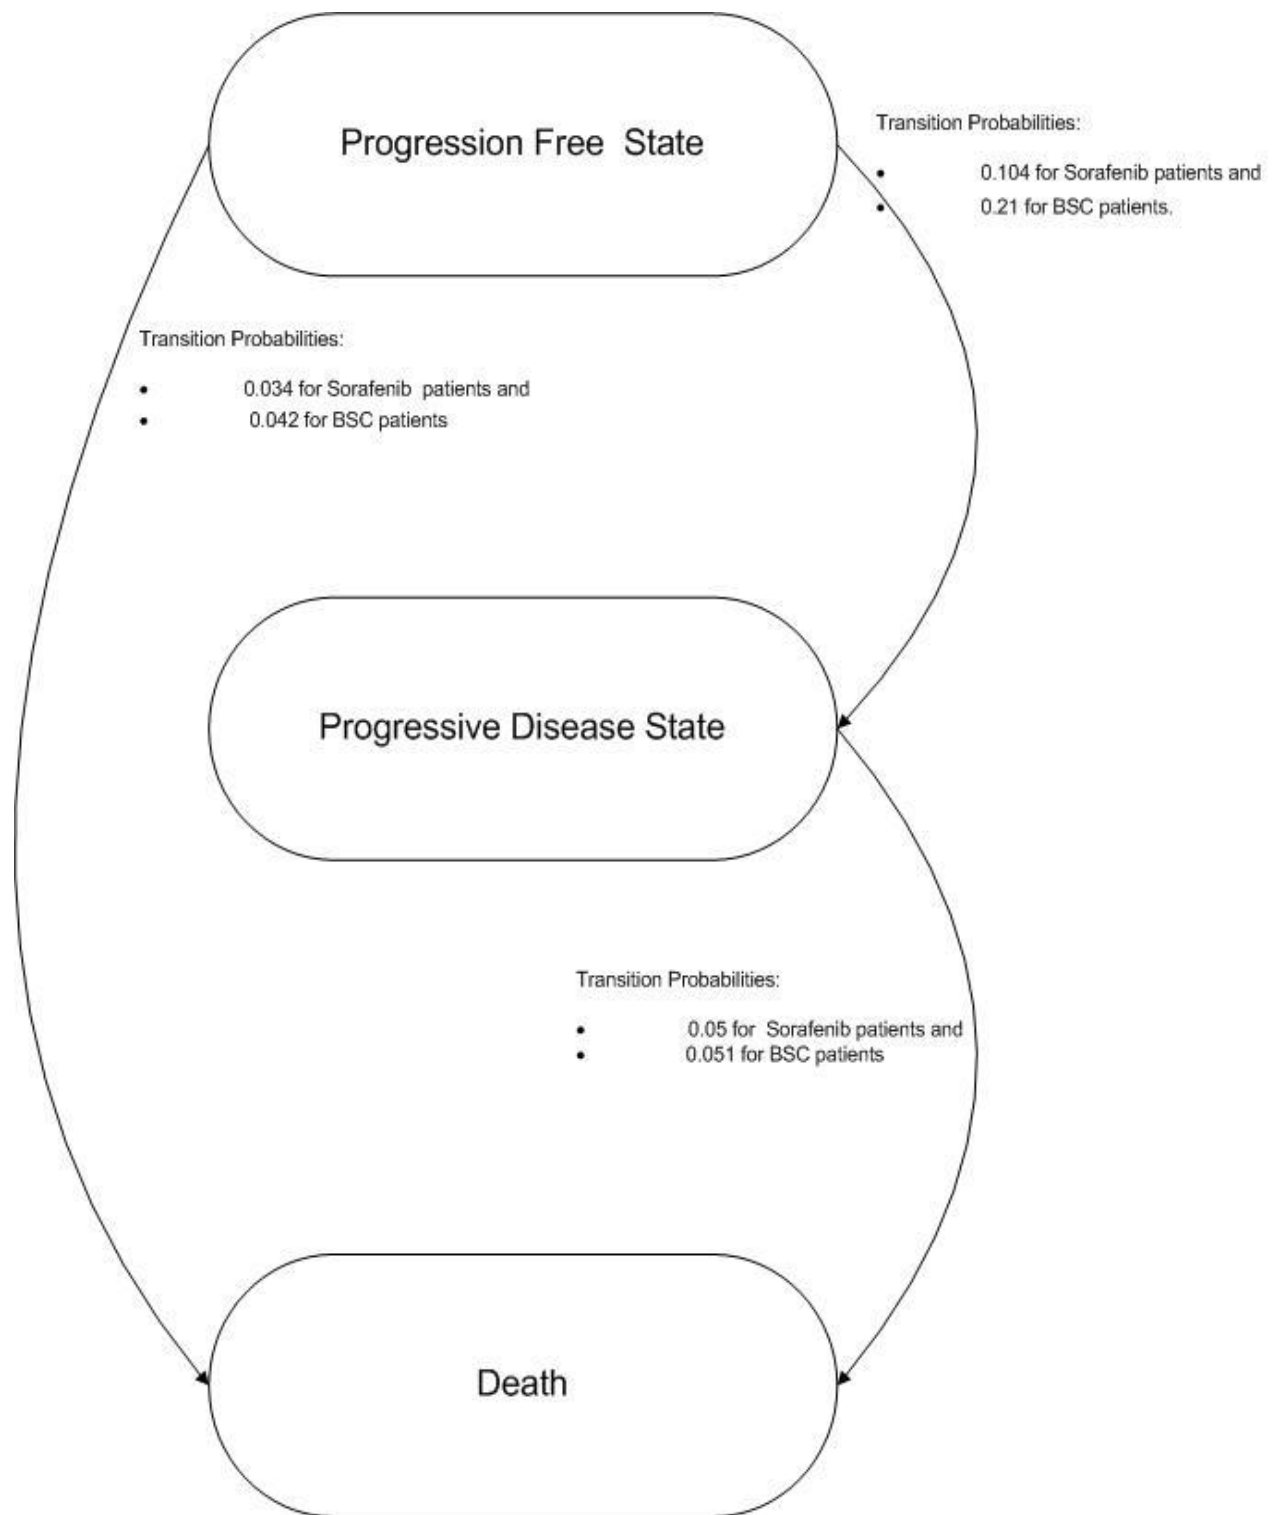 Progression Free State
Transition Probabilities:
• 0.104 for Sorafenib patients and
• 0.21 for BSC patients.
Transition Probabilities:
• 0.034 for Sorafenib patients and
• 0.042 for BSC patients
Progressive Disease State
Transition Probabilities:
• 0.05 for Sorafenib patients and
• 0.051 for BSC patients
Death